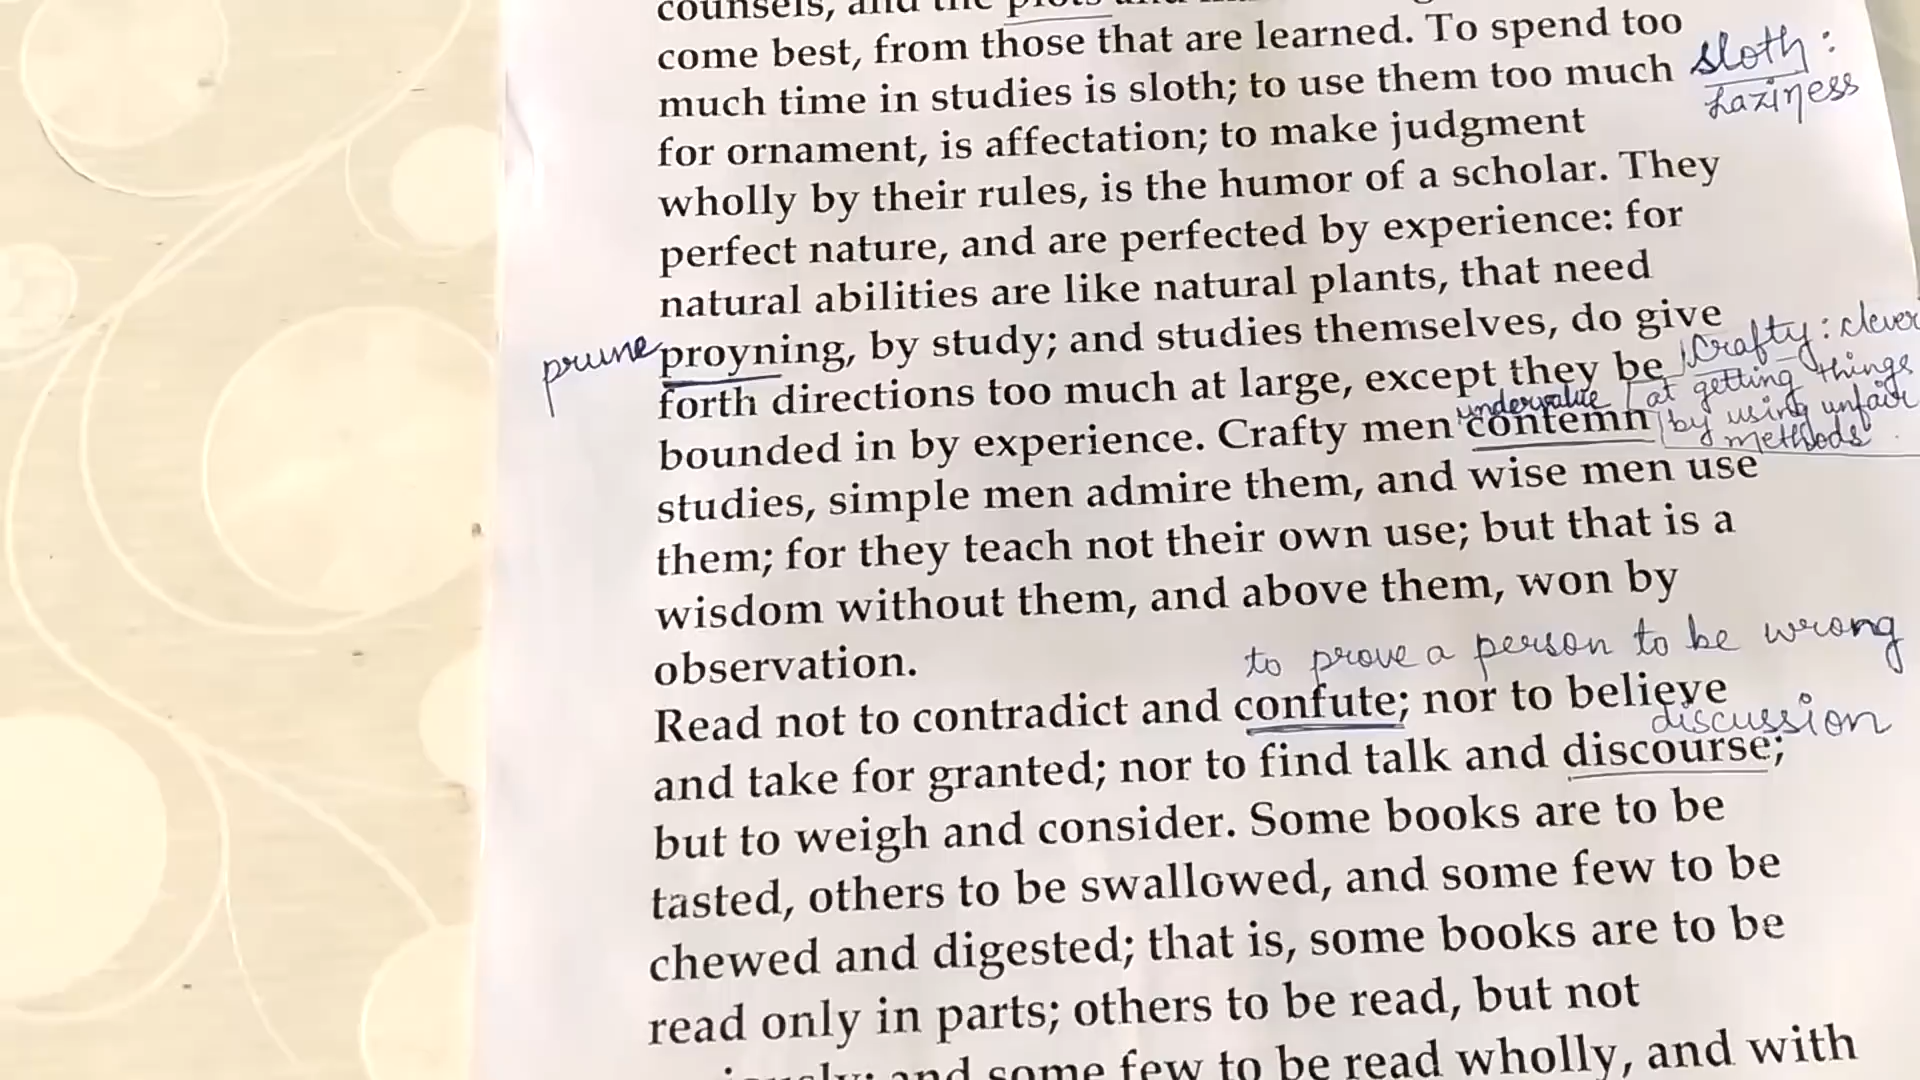 counsels, and the plots and
come best, from those that are learned. To spend too
sloth :
much time in studies is sloth; to use them too much
Laziness
for ornament, is affectation; to make judgment
wholly by their rules, is the humor of a scholar. They
perfect nature, and are perfected by experience: for
natural abilities are like natural plants, that need
prune proyning, by study; and studies themselves, do give
Crafty : clever
forth directions too much at large, except they be
at getting things
undervalue
bounded in by experience. Crafty men contemn
by using unfair
methods.
studies, simple men admire them, and wise men use
them; for they teach not their own use; but that is a
wisdom without them, and above them, won by
observation.
to prove a person to be wrong
Read not to contradict and confute; nor to believe
discussion
and take for granted; nor to find talk and discourse;
but to weigh and consider. Some books are to be
tasted, others to be swallowed, and some few to be
chewed and digested; that is, some books are to be
read only in parts; others to be read, but not
and some few to be read wholly, and with